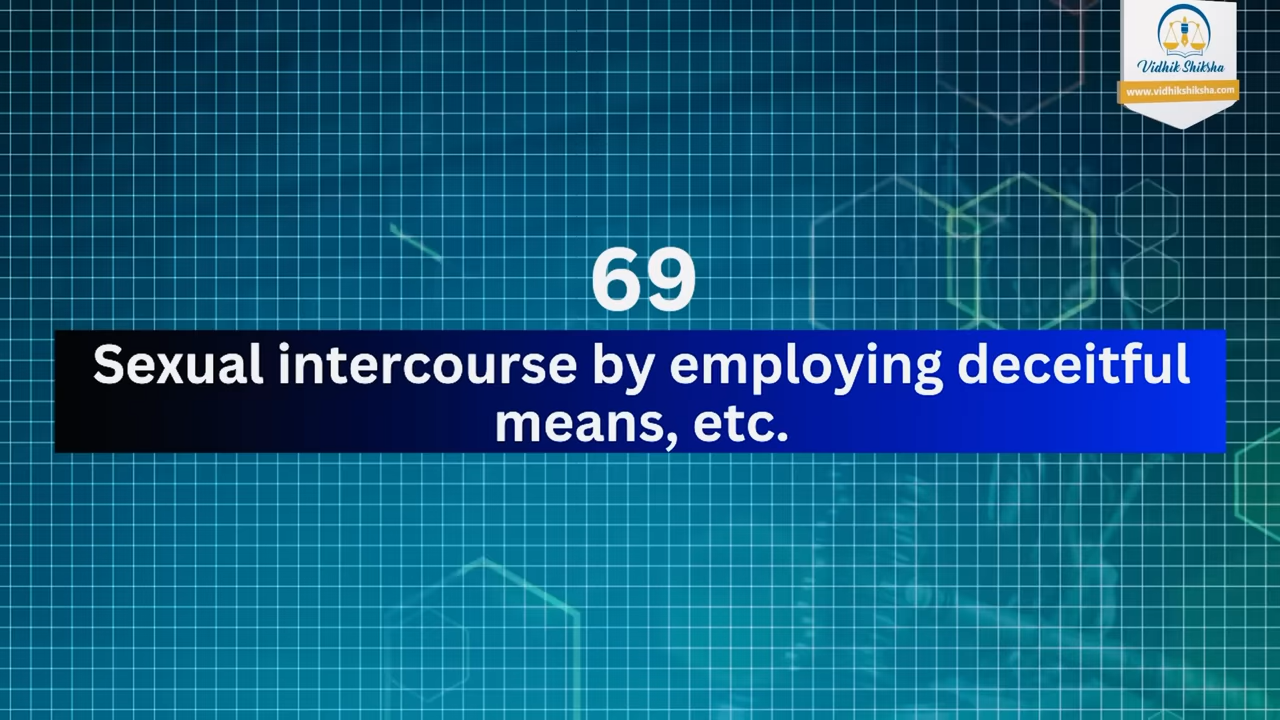 Vidhik Shiksha
www.vidhikshiksha.com
69
Sexual intercourse by employing deceitful
means, etc.